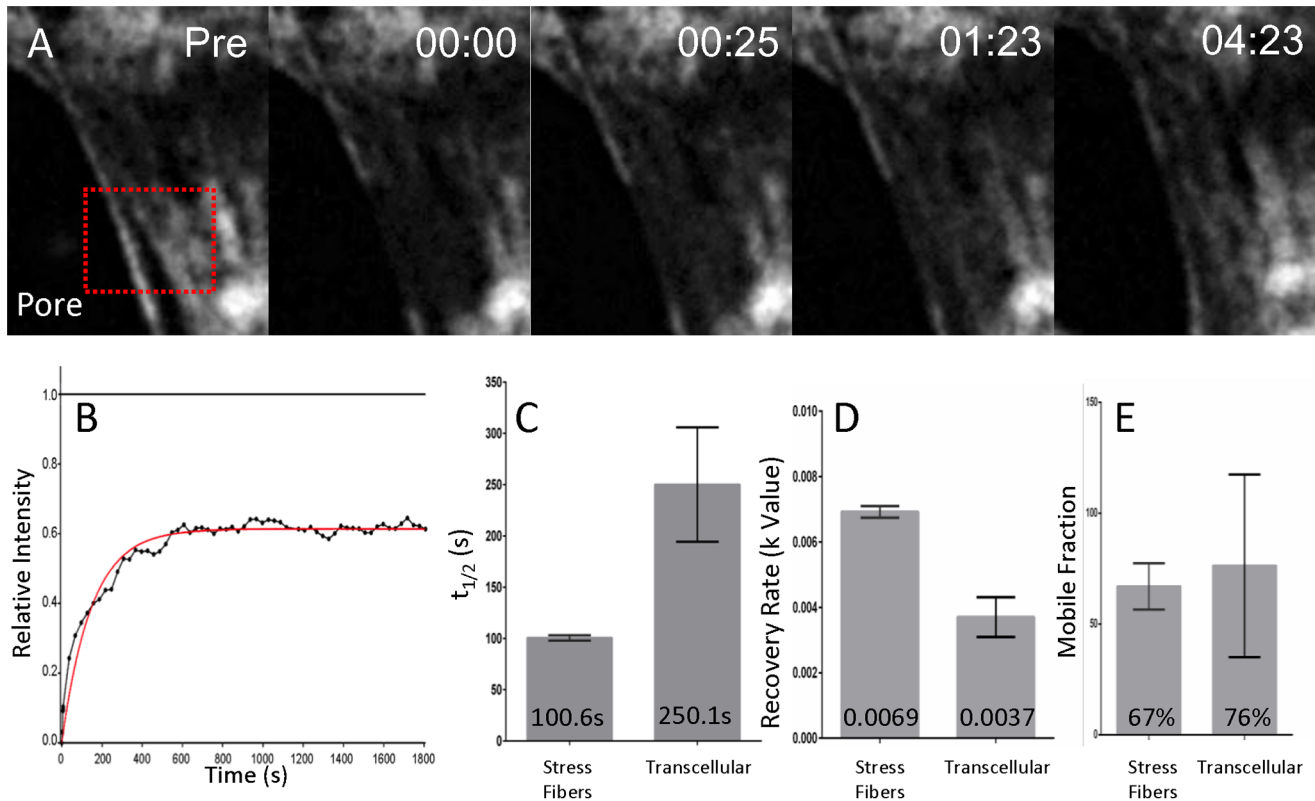 A Pre 00:00 00:25 01:23 04:23
Pore
B
Relative Intensity
1.0
0.8
0.6
0.4
0.2
0.0
0 200 400 600 800 1000 1200 1400 1600 1800
Time (s)
C
t1/2 (s)
350
300
250
200
150
100
50
0
100.6s 250.1s
Stress
Fibers
Transcellular
D
Recovery Rate (k Value)
0.010
0.008
0.006
0.004
0.002
0.000
0.0069 0.0037
Stress
Fibers
Transcellular
E
Mobile Fraction
150
100
50
0
67% 76%
Stress
Fibers
Transcellular